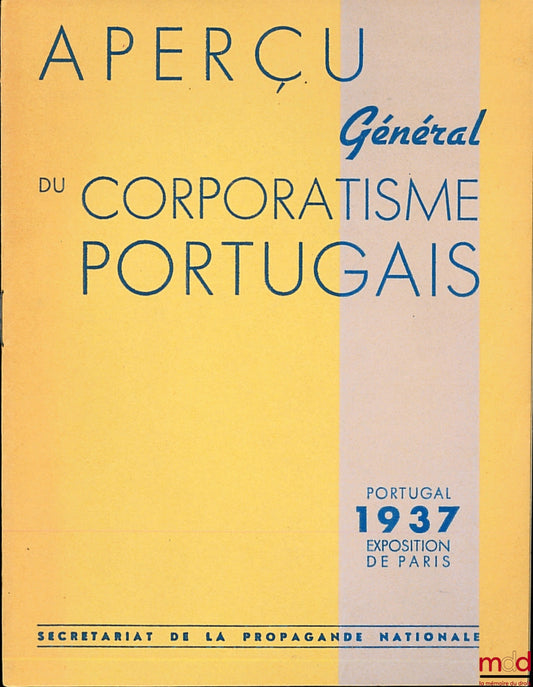 APERÇU
Général
DU CORPORATISME
PORTUGAIS
PORTUGAL
1937
EXPOSITION
DE PARIS
SECRETARIAT DE LA PROPAGANDE NATIONALE
mdd
la mémoire du droit